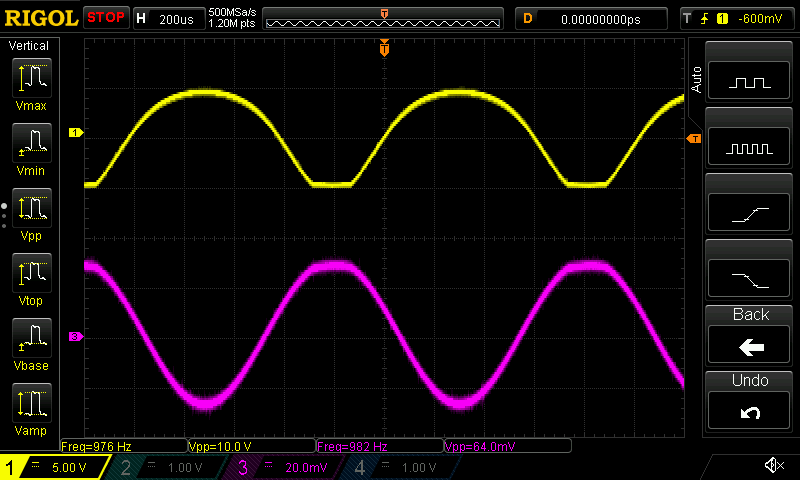 RIGOL STOP H 200us 500MSa/s 1.20M pts T D 0.00000000ps T 1 -600mV
Vertical
Vmax
Vmin
Vpp
Vtop
Vbase
Vamp
1
3
T
Auto
Back
Undo
Freq=976 Hz Vpp=10.0 V Freq=982 Hz Vpp=64.0mV
1 5.00 V 2 1.00 V 3 20.0mV 4 1.00 V